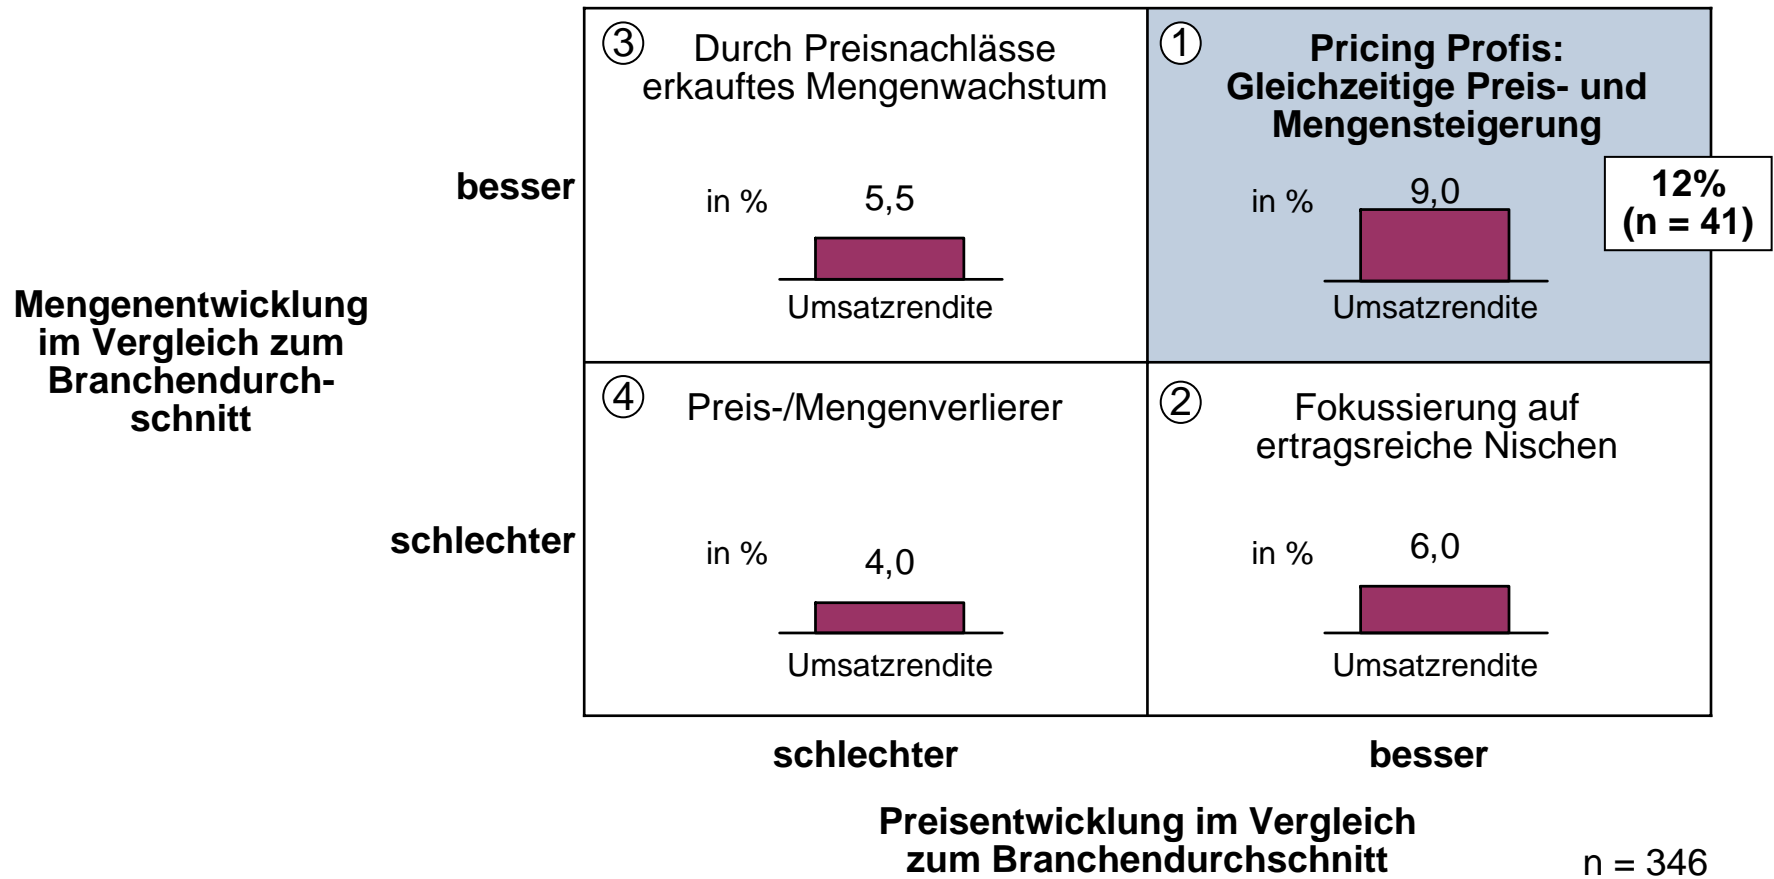 ③ Durch Preisnachlässe
erkauftes Mengenwachstum
① Pricing Profis:
Gleichzeitige Preis- und
Mengensteigerung
besser
in % 5,5
Umsatzrendite
in % 9,0
Umsatzrendite
12%
(n = 41)
Mengenentwicklung
im Vergleich zum
Branchendurch-
schnitt
④ Preis-/Mengenverlierer
② Fokussierung auf
ertragsreiche Nischen
schlechter
in % 4,0
Umsatzrendite
in % 6,0
Umsatzrendite
schlechter
besser
Preisentwicklung im Vergleich
zum Branchendurchschnitt
n = 346